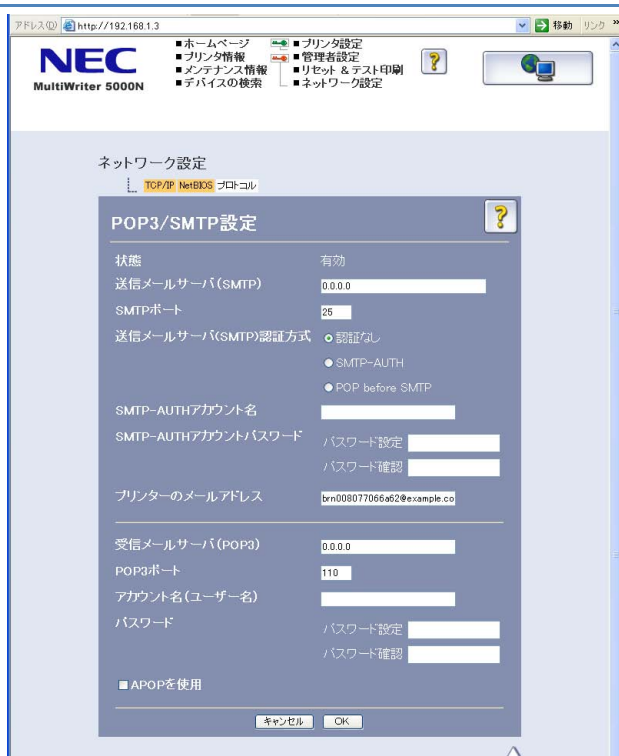 アドレス(D) http://192.168.1.3 移動 リンク »
NEC
MultiWriter 5000N
■ホームページ ■プリンタ設定
■プリンタ情報 ■管理者設定
■メンテナンス情報 ■リセット & テスト印刷
■デバイスの検索 ■ネットワーク設定
?
ネットワーク設定
TCP/IP NetBIOS プロトコル
POP3/SMTP設定 ?
状態 有効
送信メールサーバ(SMTP) 0.0.0.0
SMTPポート 25
送信メールサーバ(SMTP)認証方式 認証なし
SMTP-AUTH
POP before SMTP
SMTP-AUTHアカウント名
SMTP-AUTHアカウントパスワード パスワード設定
パスワード確認
プリンターのメールアドレス brn008077066a62@example.co
受信メールサーバ(POP3) 0.0.0.0
POP3ポート 110
アカウント名(ユーザー名)
パスワード パスワード設定
パスワード確認
APOPを使用
キャンセル OK